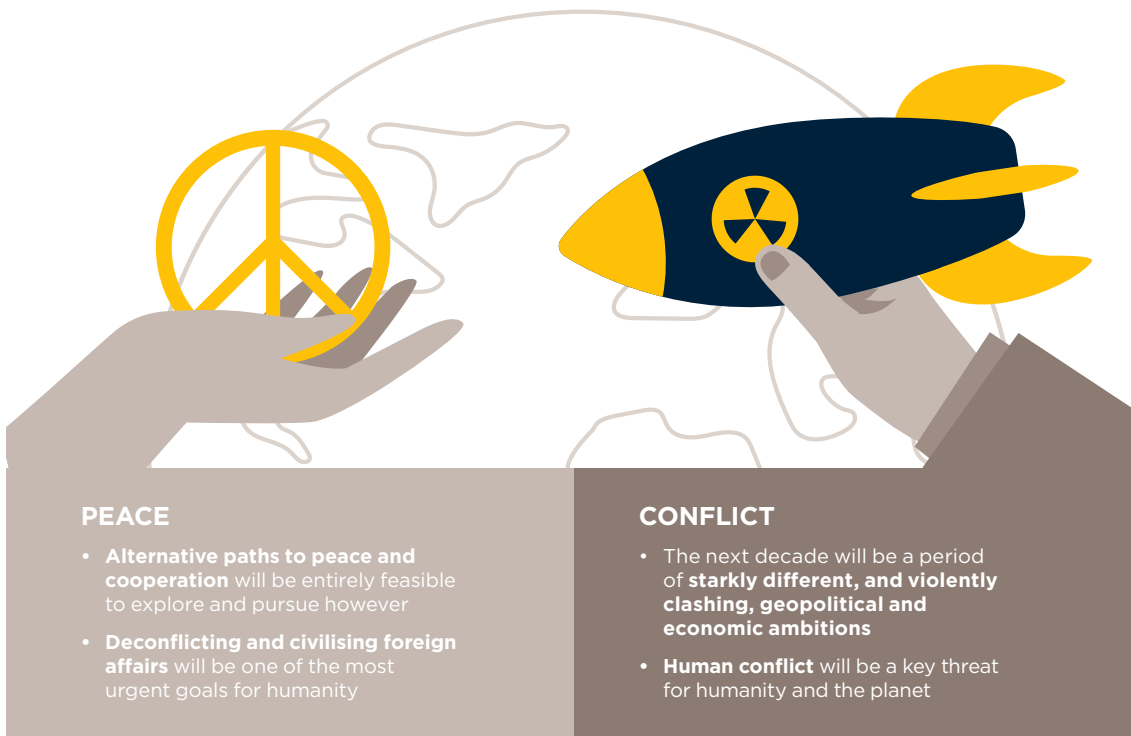 PEACE
• Alternative paths to peace and
cooperation will be entirely feasible
to explore and pursue however
• Deconflicting and civilising foreign
affairs will be one of the most
urgent goals for humanity
CONFLICT
• The next decade will be a period
of starkly different, and violently
clashing, geopolitical and
economic ambitions
• Human conflict will be a key threat
for humanity and the planet